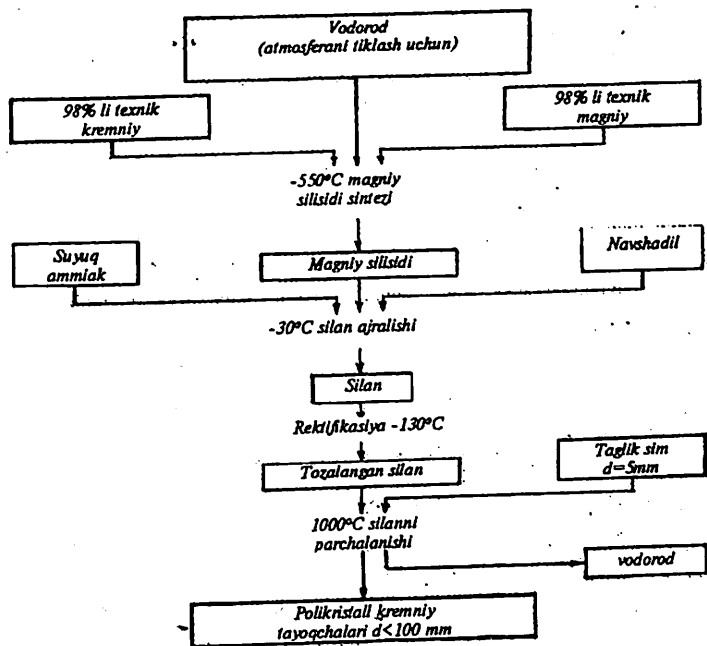 Vodorod
(atmosferani tiklash uchun)
98% li texnik
kremniy
98% li texnik
magniy
-550°C magniy
silisidi sintezi
Suyuq
ammiak
Magniy silisidi
Navshadil
-30°C silan ajralishi
Silan
Rektifikasiya -130°C
Tozalangan silan
Taglik sim
d=5mm
1000°C silanni
parchalanishi
vodorod
Polikristall kremniy
tayoqchalari d<100 mm